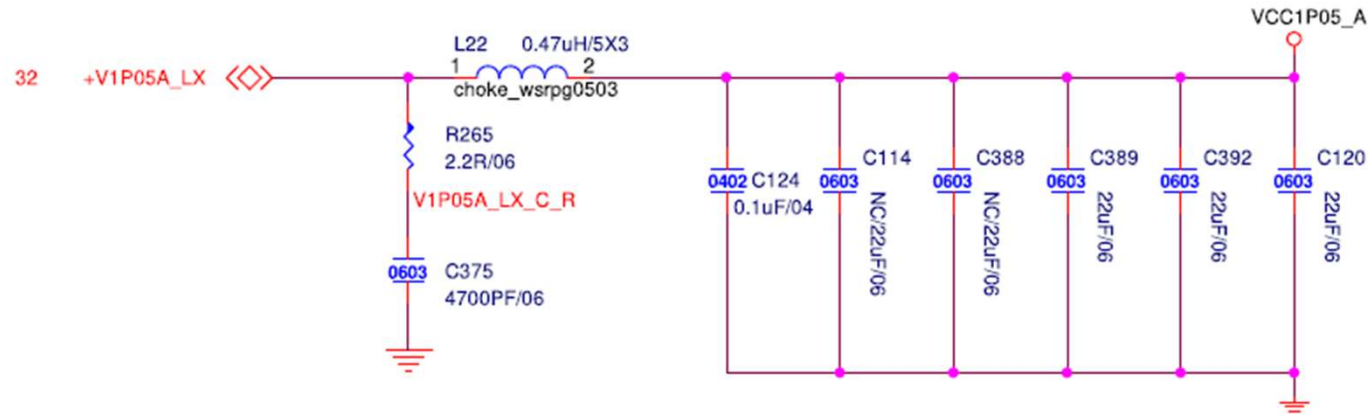 VCC1P05_A
L22 0.47uH/5X3
1 2
32 +V1P05A_LX
choke_wsrpg0503
R265
2.2R/06
V1P05A_LX_C_R
0603 C375
4700PF/06
0402 C124
0.1uF/04
0603 C114
NC/22uF/06
0603 C388
NC/22uF/06
0603 C389
22uF/06
0603 C392
22uF/06
0603 C120
22uF/06